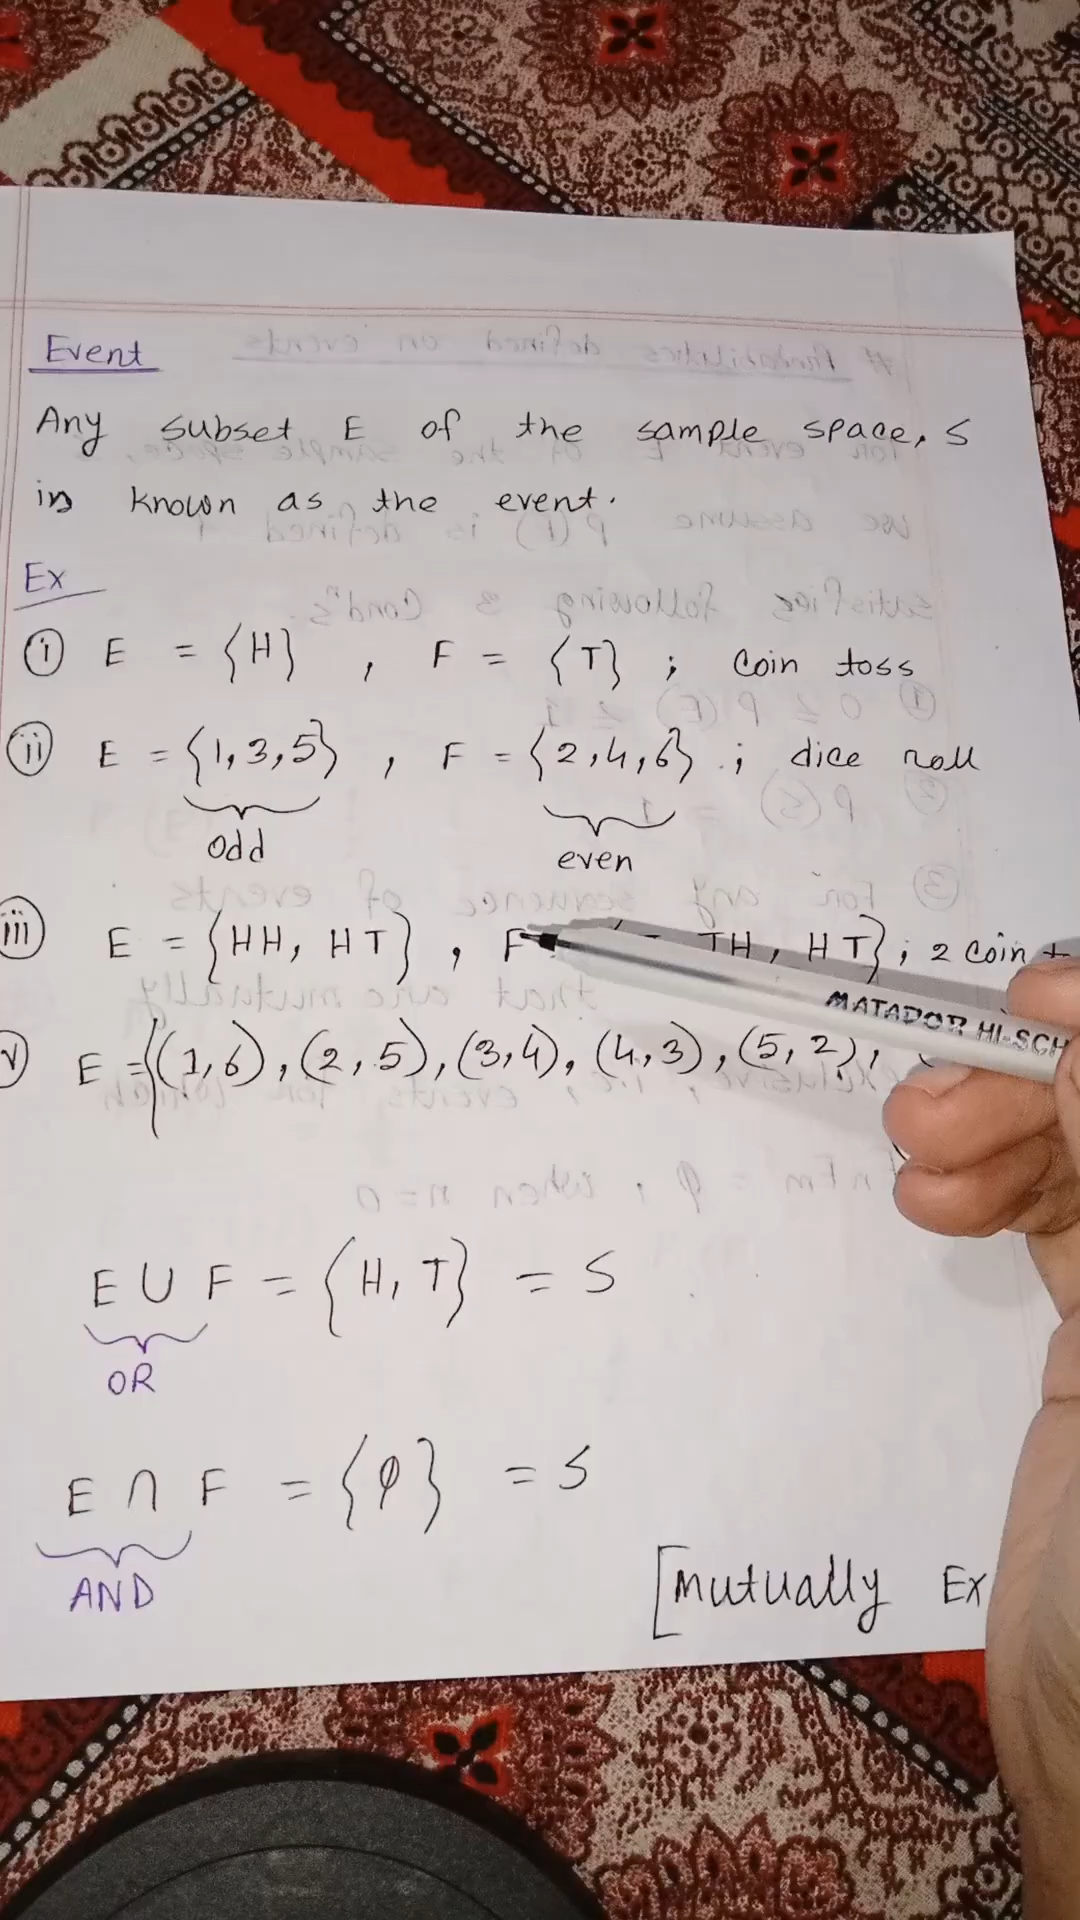 Event
Any subset E of the sample space, S
is known as the event.
Ex
(i) E = {H} , F = {T} ; Coin toss
(ii) E = {1,3,5} , F = {2,4,6} ; dice roll
odd even
(iii) E = {HH, HT} , F TH, HT} ; 2 Coin
MATADOR HI-SCH
E = {(1,6), (2,5), (3,4), (4,3), (5,2),
E ∪ F = {H, T} = S
OR
E ∩ F = {φ} = S
AND
[Mutually Ex